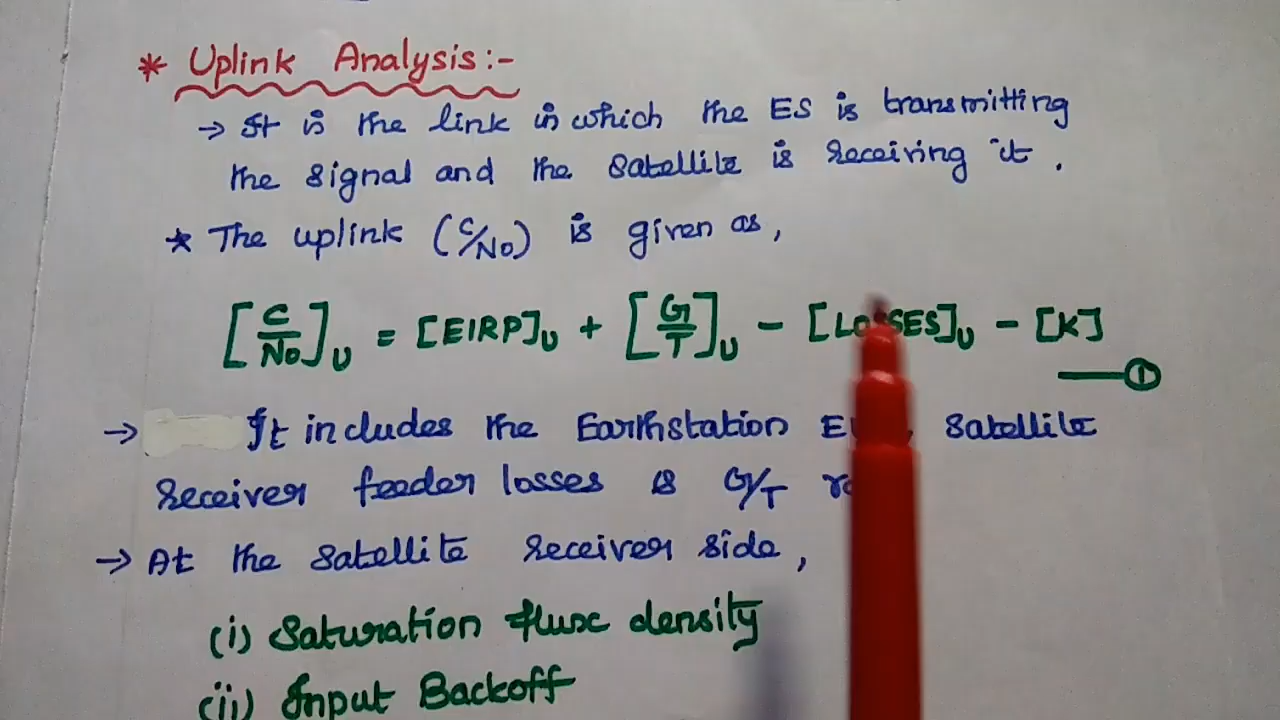 * Uplink Analysis :-
→ It is the link in which the ES is transmitting
the signal and the satellite is receiving it .
* The uplink (C/No) is given as,
[C/No]U = [EIRP]U + [G/T]U - [LOSSES]U - [K]
①
→ It includes the Earthstation satellite
receiver feeder losses is G/T
→ At the satellite receiver side,
(i) Saturation flux density
(ii) Input Backoff